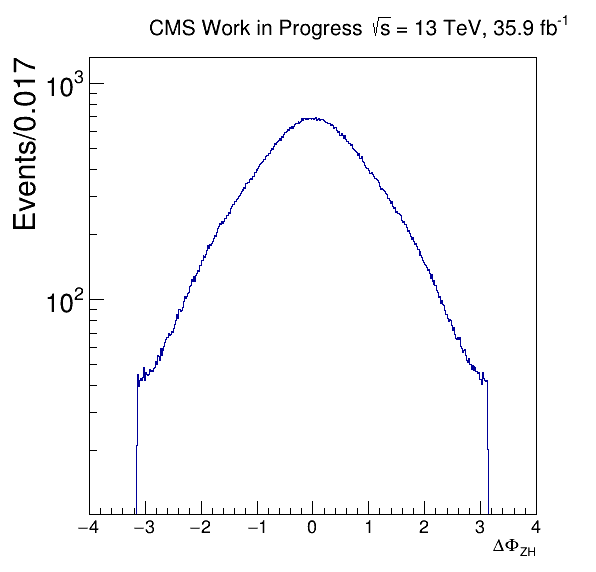 CMS Work in Progress √s = 13 TeV, 35.9 fb⁻¹
Events/0.017
10³
10²
−4 −3 −2 −1 0 1 2 3 4
ΔΦ_ZH